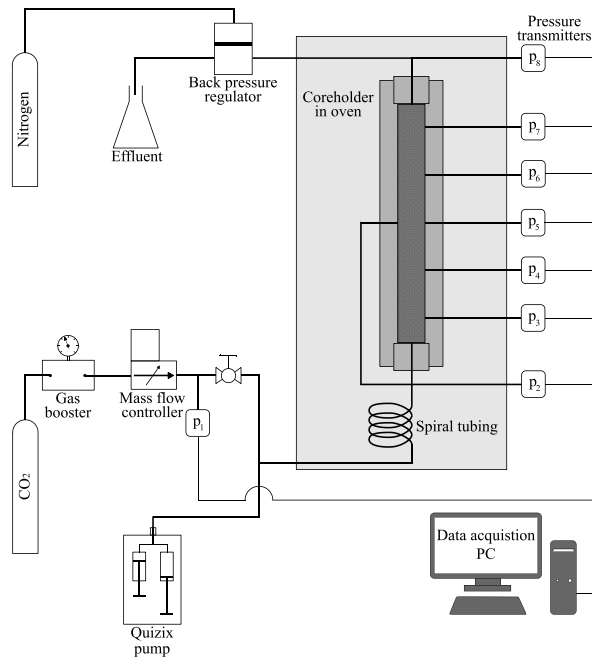 Pressure
transmitters
Nitrogen
Back pressure
regulator
Effluent
Coreholder
in oven
p8
p7
p6
p5
p4
p3
p2
Gas
booster
Mass flow
controller
p1
Spiral tubing
CO2
Data acquistion
PC
Quizix
pump